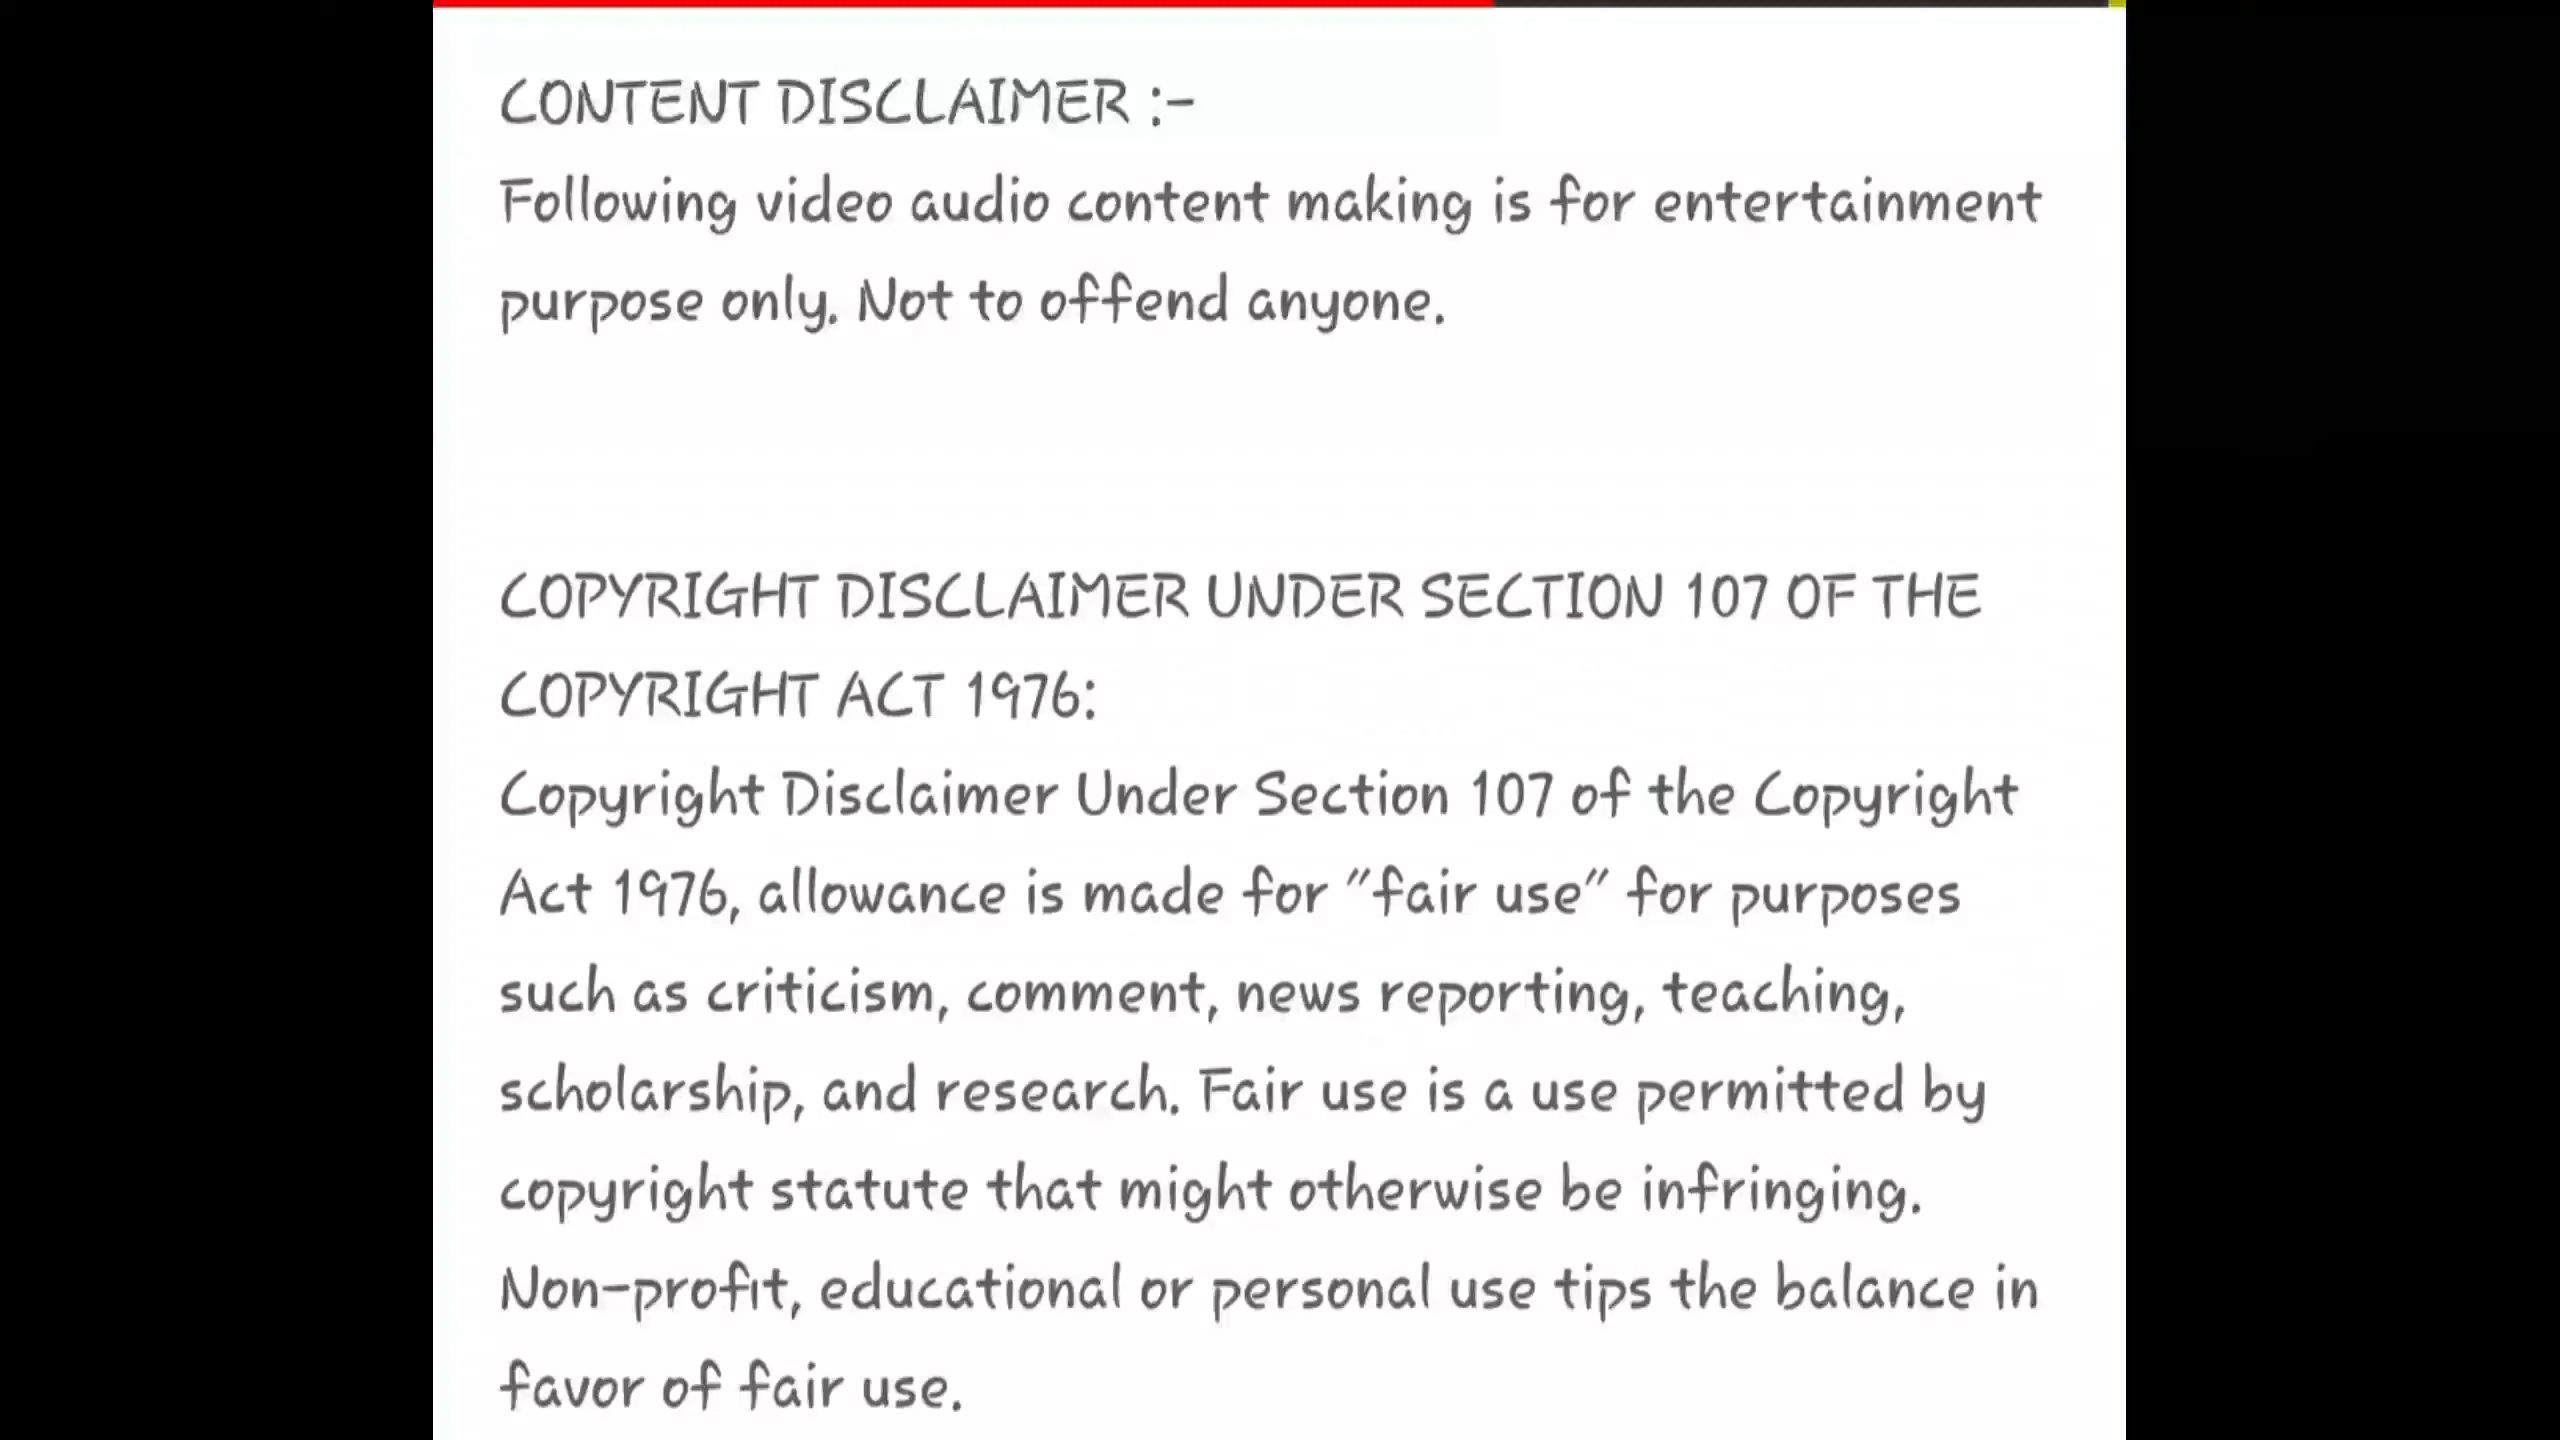 CONTENT DISCLAIMER :-
Following video audio content making is for entertainment
purpose only. Not to offend anyone.
COPYRIGHT DISCLAIMER UNDER SECTION 107 OF THE
COPYRIGHT ACT 1976:
Copyright Disclaimer Under Section 107 of the Copyright
Act 1976, allowance is made for "fair use" for purposes
such as criticism, comment, news reporting, teaching,
scholarship, and research. Fair use is a use permitted by
copyright statute that might otherwise be infringing.
Non-profit, educational or personal use tips the balance in
favor of fair use.